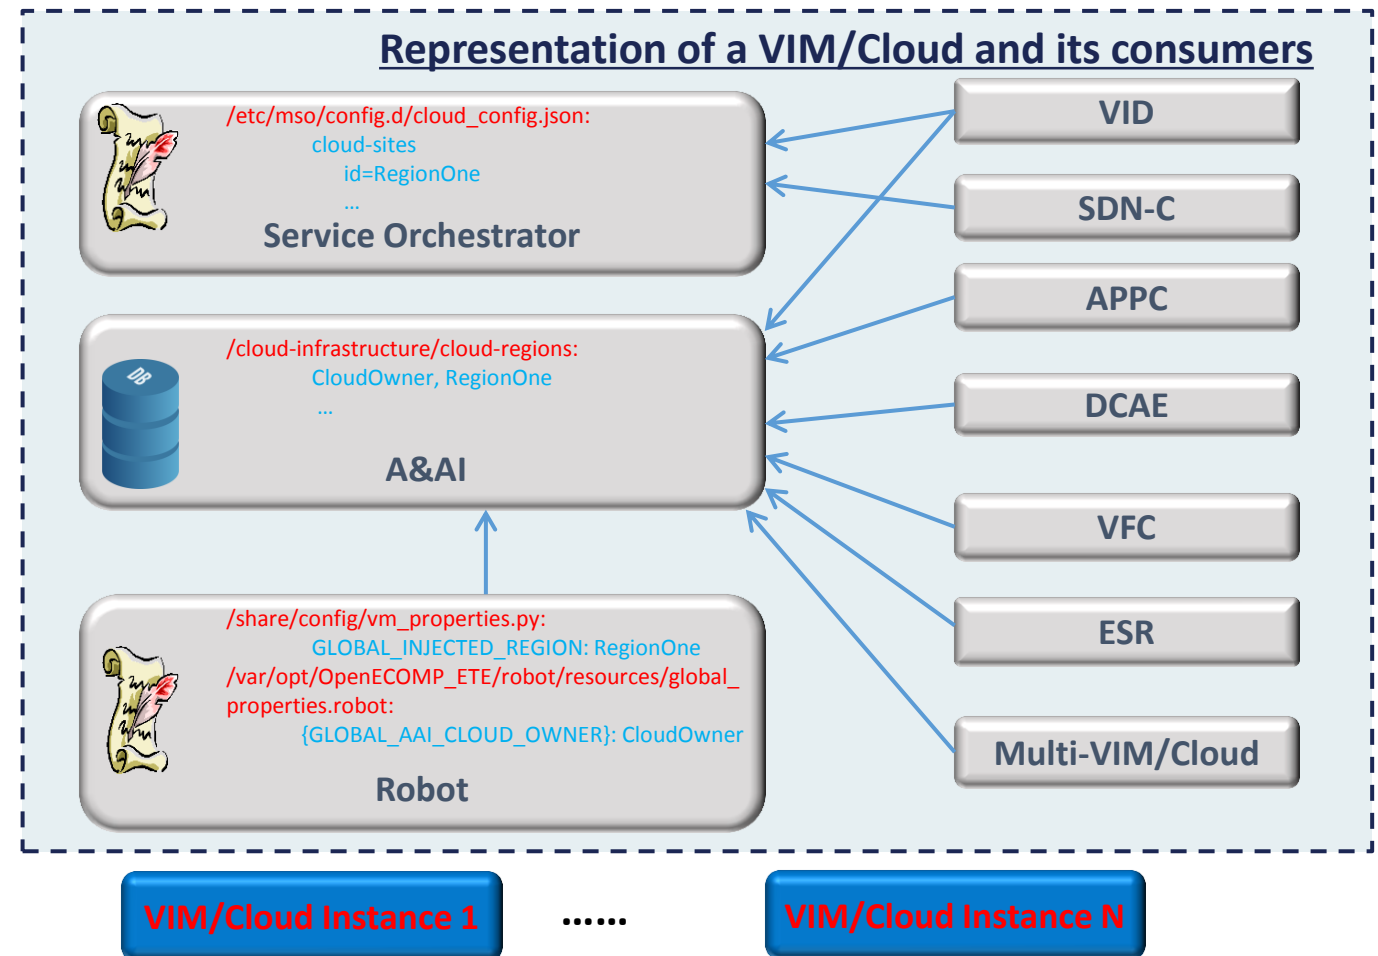 Representation of a VIM/Cloud and its consumers
/etc/mso/config.d/cloud_config.json:
cloud-sites
id=RegionOne
...
Service Orchestrator
/cloud-infrastructure/cloud-regions:
CloudOwner, RegionOne
...
DB
A&AI
/share/config/vm_properties.py:
GLOBAL_INJECTED_REGION: RegionOne
/var/opt/OpenECOMP_ETE/robot/resources/global_
properties.robot:
{GLOBAL_AAI_CLOUD_OWNER}: CloudOwner
Robot
VID
SDN-C
APPC
DCAE
VFC
ESR
Multi-VIM/Cloud
VIM/Cloud Instance 1
......
VIM/Cloud Instance N